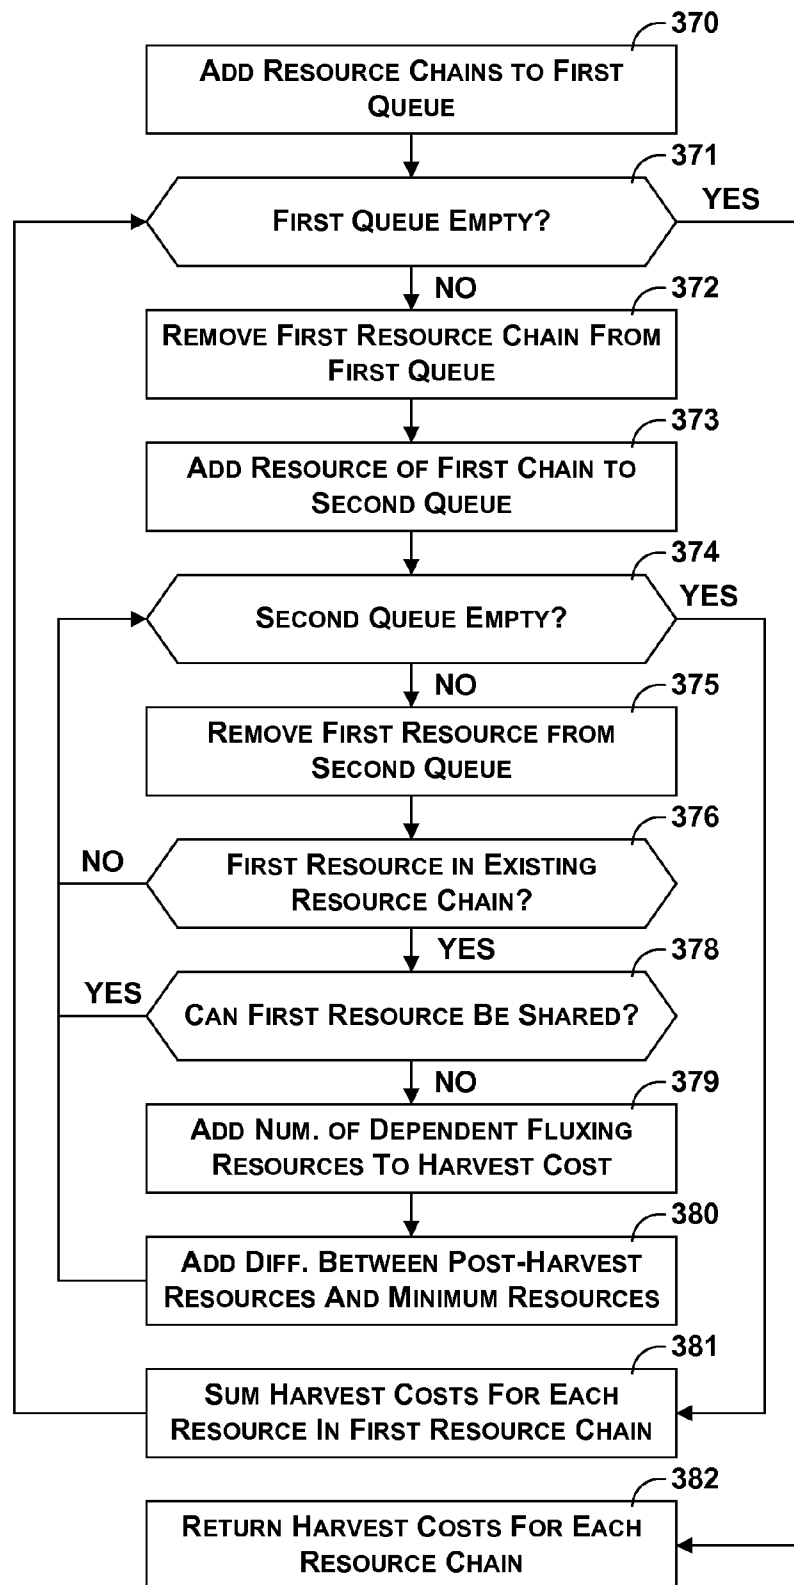 370
ADD RESOURCE CHAINS TO FIRST
QUEUE
371
FIRST QUEUE EMPTY?
YES
NO
372
REMOVE FIRST RESOURCE CHAIN FROM
FIRST QUEUE
373
ADD RESOURCE OF FIRST CHAIN TO
SECOND QUEUE
374
SECOND QUEUE EMPTY?
YES
NO
375
REMOVE FIRST RESOURCE FROM
SECOND QUEUE
376
NO
FIRST RESOURCE IN EXISTING
RESOURCE CHAIN?
YES
378
YES
CAN FIRST RESOURCE BE SHARED?
NO
379
ADD NUM. OF DEPENDENT FLUXING
RESOURCES TO HARVEST COST
380
ADD DIFF. BETWEEN POST-HARVEST
RESOURCES AND MINIMUM RESOURCES
381
SUM HARVEST COSTS FOR EACH
RESOURCE IN FIRST RESOURCE CHAIN
382
RETURN HARVEST COSTS FOR EACH
RESOURCE CHAIN